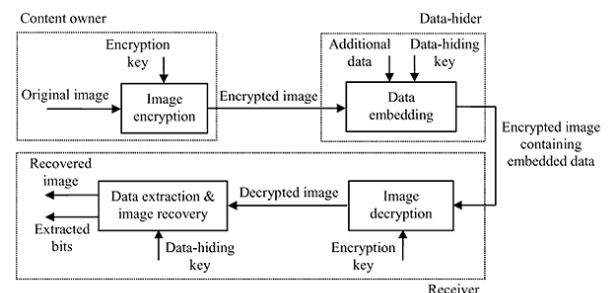 Content owner
Data-hider
Encryption
key
Additional
data
Data-hiding
key
Original image
Image
encryption
Encrypted image
Data
embedding
Encrypted image
containing
embedded data
Recovered
image
Extracted
bits
Data extraction &
image recovery
Decrypted image
Image
decryption
Data-hiding
key
Encryption
key
Receiver